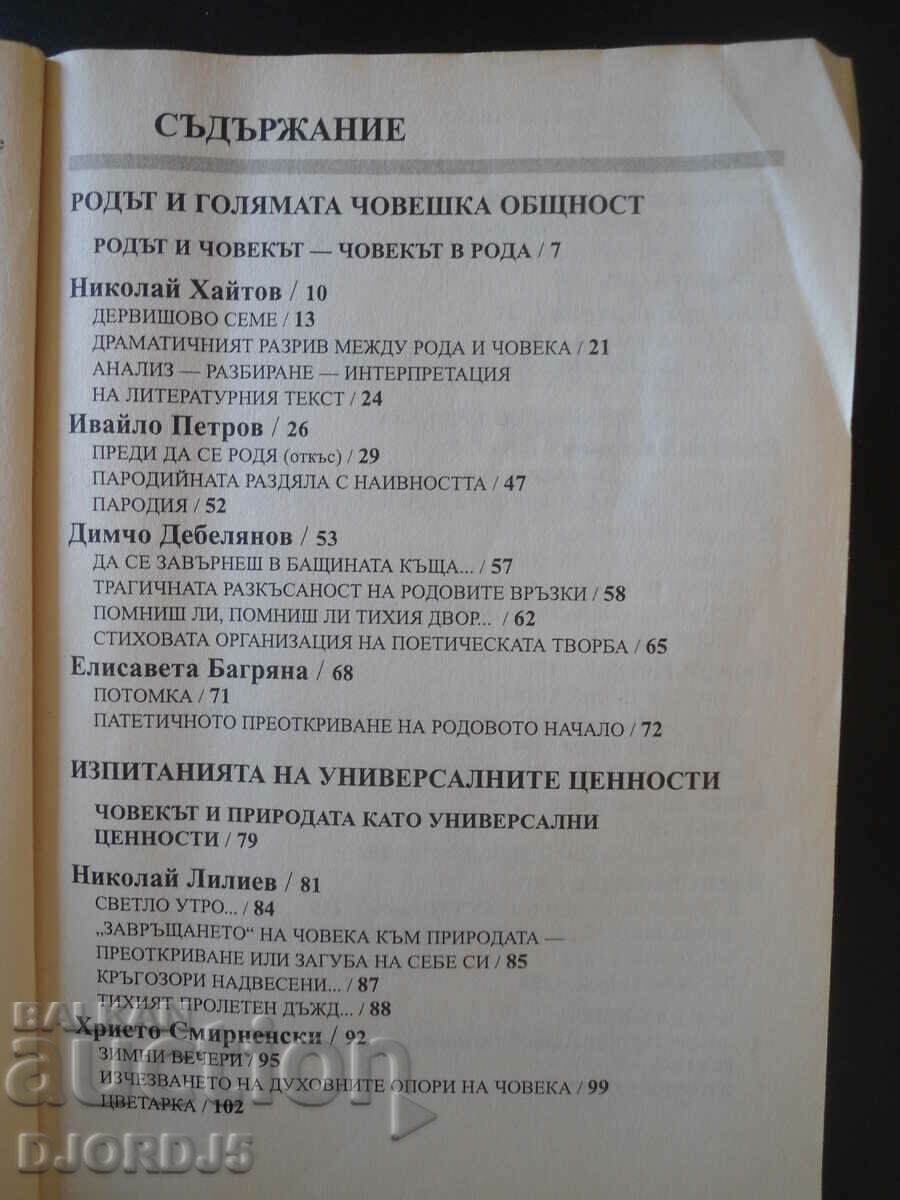 СЪДЪРЖАНИЕ
РОДЪТ И ГОЛЯМАТА ЧОВЕШКА ОБЩНОСТ
РОДЪТ И ЧОВЕКЪТ — ЧОВЕКЪТ В РОДА / 7
Николай Хайтов / 10
ДЕРВИШОВО СЕМЕ / 13
ДРАМАТИЧНИЯТ РАЗРИВ МЕЖДУ РОДА И ЧОВЕКА / 21
АНАЛИЗ — РАЗБИРАНЕ — ИНТЕРПРЕТАЦИЯ
НА ЛИТЕРАТУРНИЯ ТЕКСТ / 24
Ивайло Петров / 26
ПРЕДИ ДА СЕ РОДЯ (откъс) / 29
ПАРОДИЙНАТА РАЗДЯЛА С НАИВНОСТТА / 47
ПАРОДИЯ / 52
Димчо Дебелянов / 53
ДА СЕ ЗАВЪРНЕШ В БАЩИНАТА КЪЩА... / 57
ТРАГИЧНАТА РАЗКЪСАНОСТ НА РОДОВИТЕ ВРЪЗКИ / 58
ПОМНИШ ЛИ, ПОМНИШ ЛИ ТИХИЯ ДВОР... / 62
СТИХОВАТА ОРГАНИЗАЦИЯ НА ПОЕТИЧЕСКАТА ТВОРБА / 65
Елисавета Багряна / 68
ПОТОМКА / 71
ПАТЕТИЧНОТО ПРЕОТКРИВАНЕ НА РОДОВОТО НАЧАЛО / 72
ИЗПИТАНИЯТА НА УНИВЕРСАЛНИТЕ ЦЕННОСТИ
ЧОВЕКЪТ И ПРИРОДАТА КАТО УНИВЕРСАЛНИ
ЦЕННОСТИ / 79
Николай Лилиев / 81
СВЕТЛО УТРО... / 84
„ЗАВРЪЩАНЕТО“ НА ЧОВЕКА КЪМ ПРИРОДАТА —
ПРЕОТКРИВАНЕ ИЛИ ЗАГУБА НА СЕБЕ СИ / 85
КРЪГОЗОРИ НАДВЕСЕНИ... / 87
ТИХИЯТ ПРОЛЕТЕН ДЪЖД... / 88
Христо Смирненски / 92
ЗИМНИ ВЕЧЕРИ / 95
ИЗЧЕЗВАНЕТО НА ДУХОВНИТЕ ОПОРИ НА ЧОВЕКА / 99
ЦВЕТАРКА / 102
BALKAN
auction
DJORDJ5